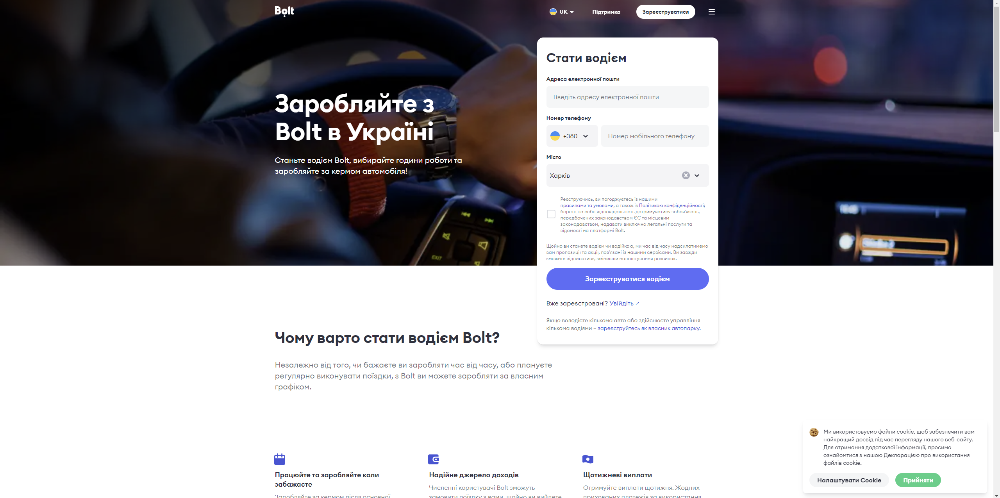 Bolt
UK
Підтримка
Зареєструватися
Заробляйте з
Bolt в Україні
Станьте водієм Bolt, вибирайте години роботи та
заробляйте за кермом автомобіля!
Стати водієм
Адреса електронної пошти
Введіть адресу електронної пошти
Номер телефону
+380
Номер мобільного телефону
Місто
Харків
Реєструючись, ви погоджуєтесь із нашими
правилами та умовами, а також із Політикою конфіденційності;
берете на себе відповідальність дотримуватися зобов'язань,
передбачених законодавством ЄС та місцевим
законодавством, надавати виключно легальні послуги та
відомості на платформі Bolt.
Щойно ви станете водієм чи водійкою, ми час від часу надсилатимемо
вам пропозиції та акції, пов'язані із нашими сервісами. Ви завжди
зможете відписатись, змінивши налаштування розсилок.
Зареєструватися водієм
Вже зареєстровані? Увійдіть ↗
Якщо володієте кількома авто або здійснюєте управління
кількома водіями – зареєструйтесь як власник автопарку.
EXIT
Чому варто стати водієм Bolt?
Незалежно від того, чи бажаєте ви заробляти час від часу, або плануєте
регулярно виконувати поїздки, з Bolt ви можете заробляти за власним
графіком.
Працюйте та заробляйте коли
забажаєте
Заробляйте за кермом після основної
Надійне джерело доходів
Численні користувачі Bolt зможуть
замовити поїздку з вами, щойно ви вийдете
Щотижневі виплати
Отримуйте виплати щотижня. Жодних
прихованих платежів за використання
Ми використовуємо файли cookie, щоб забезпечити вам
найкращий досвід під час перегляду нашого веб-сайту.
Для отримання додаткової інформації, просимо
ознайомтися з нашою Декларацією про використання
файлів cookie.
Налаштувати Cookie
Прийняти